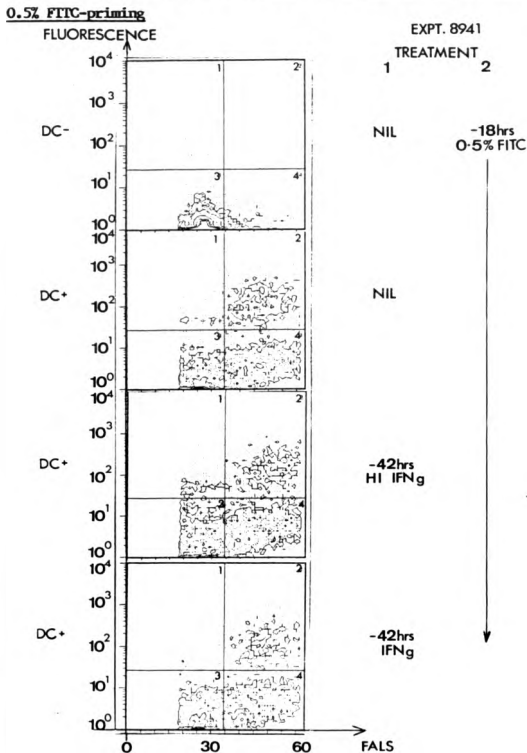 0.5% FITC-priming
FLUORESCENCE
EXPT. 8941
TREATMENT
1 2
10⁴ 1 2
10³
DC- 10² NIL -18hrs
0·5% FITC
10¹ 3 4
10⁰
10⁴ 1 2
10³
DC+ 10² NIL
10¹ 3 4
10⁰
10⁴ 1 2
10³
DC+ 10² -42hrs
HI IFNg
10¹ 4
10⁰
10⁴ 1 2
10³
DC+ 10² -42hrs
IFNg
10¹ 3 4
10⁰
0 30 60 FALS